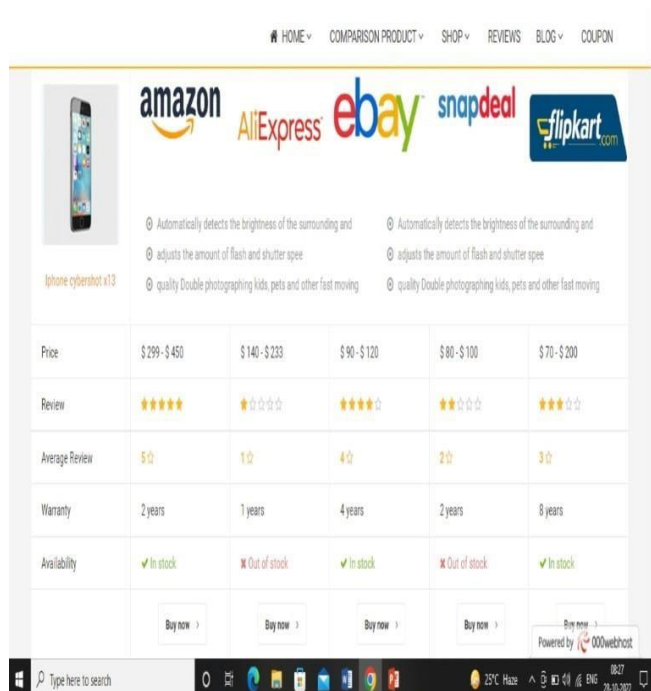 HOME COMPARISON PRODUCT SHOP REVIEWS BLOG COUPON
amazon AliExpress ebay snapdeal flipkart.com
Automatically detects the brightness of the surrounding and
adjusts the amount of flash and shutter spee
quality Double photographing kids, pets and other fast moving
Automatically detects the brightness of the surrounding and
adjusts the amount of flash and shutter spee
quality Double photographing kids, pets and other fast moving
Iphone cybershot x13
Price $ 299 - $ 450 $ 140 - $ 233 $ 90 - $ 120 $ 80 - $ 100 $ 70 - $ 200
Review
Average Review 5 1 4 2 3
Warranty 2 years 1 years 4 years 2 years 8 years
Availability In stock Out of stock In stock Out of stock In stock
Buy now Buy now Buy now Buy now Buy now
Powered by 000webhost
Type here to search 25°C Haze ENG 08:27
20-10-2022